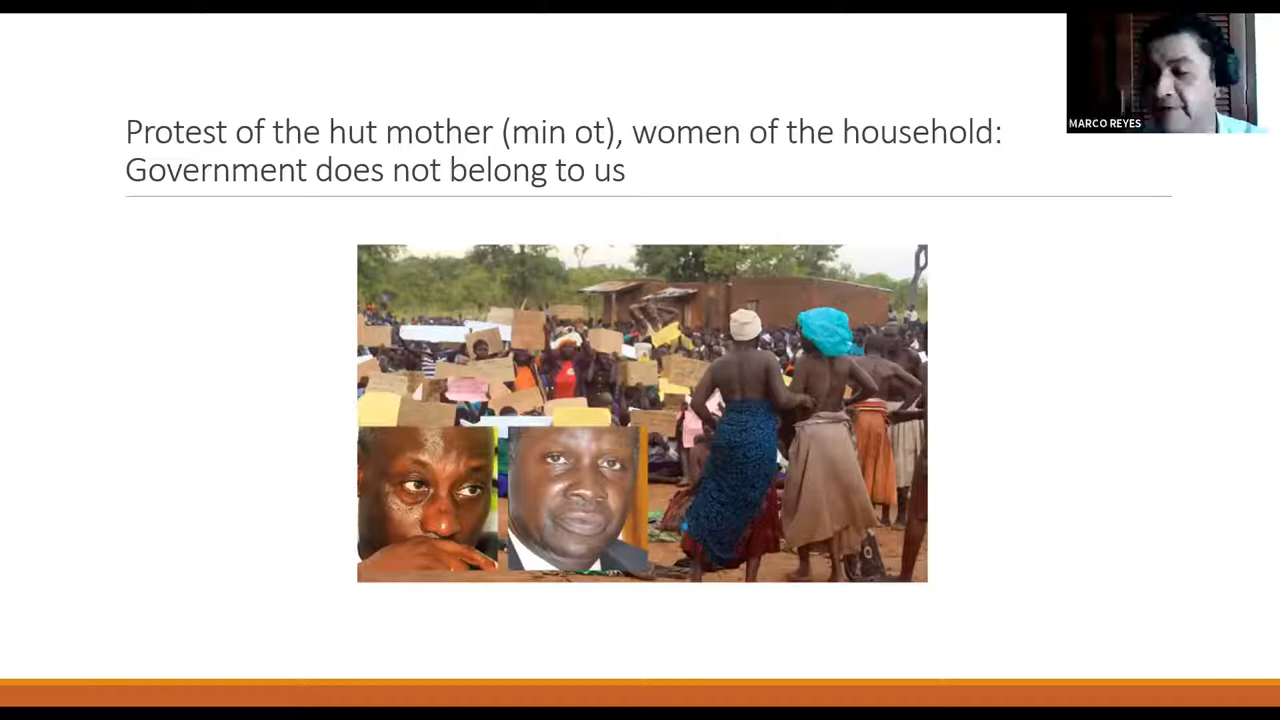 Protest of the hut mother (min ot), women of the household:
Government does not belong to us
MARCO REYES